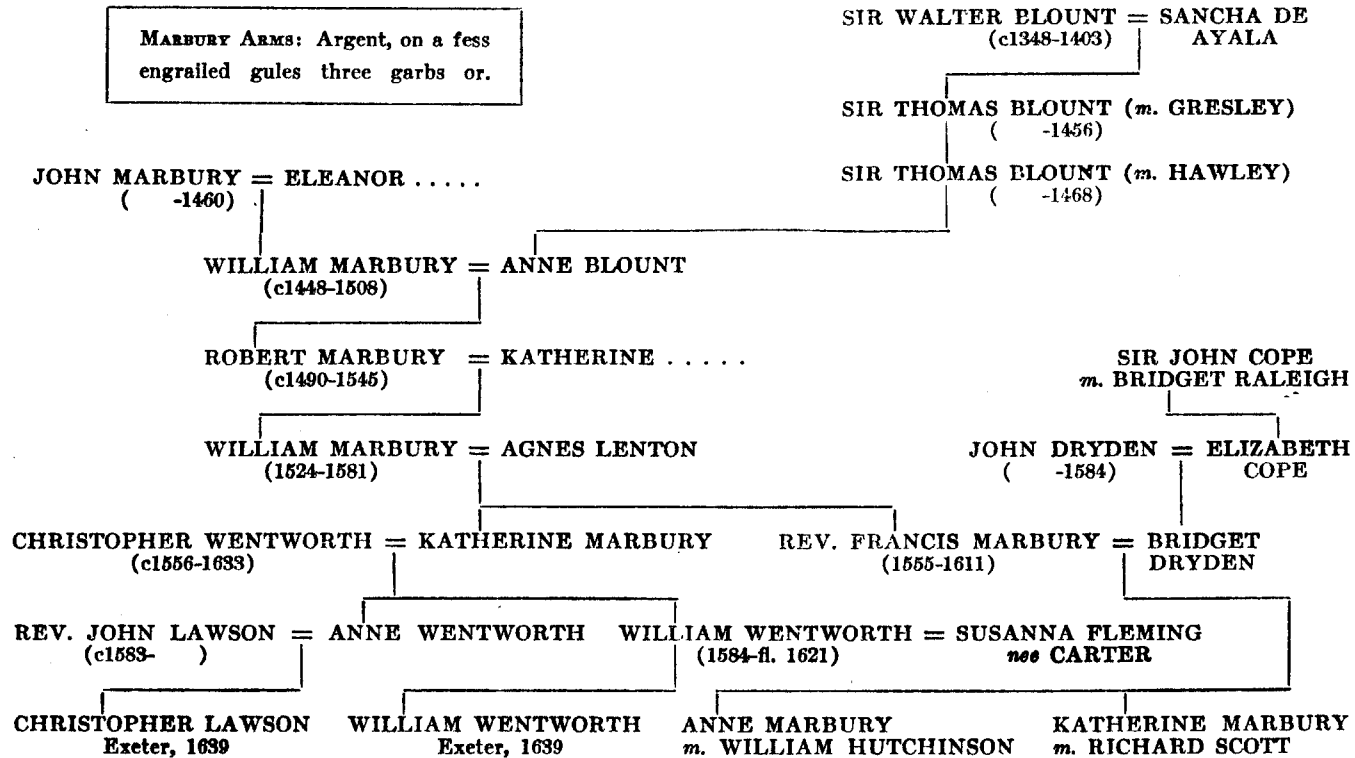 MARBURY ARMS: Argent, on a fess
engrailed gules three garbs or.
SIR WALTER BLOUNT = SANCHA DE
(c1348-1403) AYALA
SIR THOMAS BLOUNT (m. GRESLEY)
( -1456)
JOHN MARBURY = ELEANOR . . . . .
( -1460)
SIR THOMAS BLOUNT (m. HAWLEY)
( -1468)
WILLIAM MARBURY = ANNE BLOUNT
(c1448-1508)
ROBERT MARBURY = KATHERINE . . . . .
(c1490-1545)
SIR JOHN COPE
m. BRIDGET RALEIGH
WILLIAM MARBURY = AGNES LENTON
(1524-1581)
JOHN DRYDEN = ELIZABETH
( -1584) COPE
CHRISTOPHER WENTWORTH = KATHERINE MARBURY
(c1556-1633)
REV. FRANCIS MARBURY = BRIDGET
(1555-1611) DRYDEN
REV. JOHN LAWSON = ANNE WENTWORTH
(c1583- )
WILLIAM WENTWORTH = SUSANNA FLEMING
(1584-fl. 1621) nee CARTER
CHRISTOPHER LAWSON
Exeter, 1639
WILLIAM WENTWORTH
Exeter, 1639
ANNE MARBURY
m. WILLIAM HUTCHINSON
KATHERINE MARBURY
m. RICHARD SCOTT